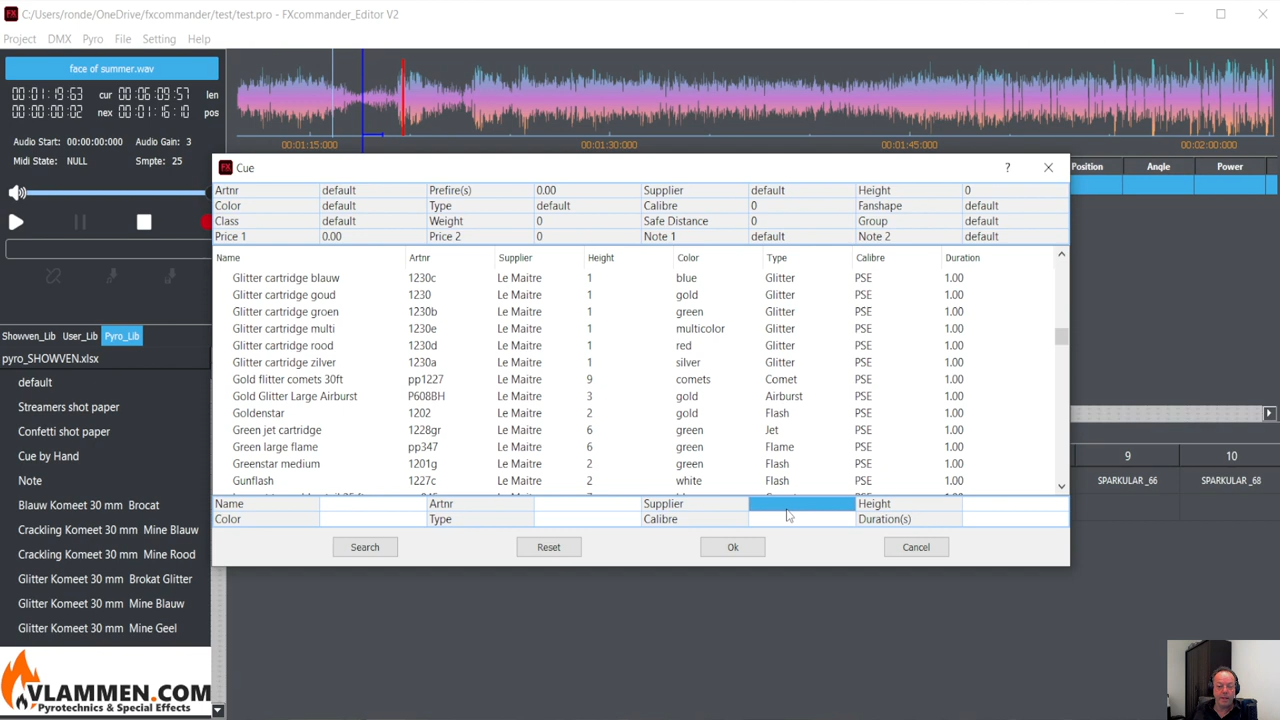 C:/Users/ronde/OneDrive/fxcommander/test/test.pro - FXcommander_Editor V2
Project DMX Pyro File Setting Help
face of summer.wav
00:01:19:53 cur 00:06:09:57 len
00:00:00:02 nex 00:01:16:10 pos
Audio Start: 00:00:00:000 Audio Gain: 3
Midi State: NULL Smpte: 25
00:01:15:000 00:01:30:000 00:01:45:000 00:02:00:000
Position Angle Power
Cue
Artnr default Prefire(s) 0.00 Supplier default Height 0
Color default Type default Calibre 0 Fanshape default
Class default Weight 0 Safe Distance 0 Group default
Price 1 0.00 Price 2 0 Note 1 default Note 2 default
Name Artnr Supplier Height Color Type Calibre Duration
Glitter cartridge blauw 1230c Le Maitre 1 blue Glitter PSE 1.00
Glitter cartridge goud 1230 Le Maitre 1 gold Glitter PSE 1.00
Glitter cartridge groen 1230b Le Maitre 1 green Glitter PSE 1.00
Glitter cartridge multi 1230e Le Maitre 1 multicolor Glitter PSE 1.00
Glitter cartridge rood 1230d Le Maitre 1 red Glitter PSE 1.00
Glitter cartridge zilver 1230a Le Maitre 1 silver Glitter PSE 1.00
Gold flitter comets 30ft pp1227 Le Maitre 9 comets Comet PSE 1.00
Gold Glitter Large Airburst P608BH Le Maitre 3 gold Airburst PSE 1.00
Goldenstar 1202 Le Maitre 2 gold Flash PSE 1.00
Green jet cartridge 1228gr Le Maitre 6 green Jet PSE 1.00
Green large flame pp347 Le Maitre 6 green Flame PSE 1.00
Greenstar medium 1201g Le Maitre 2 green Flash PSE 1.00
Gunflash 1227c Le Maitre 2 white Flash PSE 1.00
Name Artnr Supplier Height
Color Type Calibre Duration(s)
Search Reset Ok Cancel
Showven_Lib User_Lib Pyro_Lib
pyro_SHOWVEN.xlsx
default
Streamers shot paper
Confetti shot paper
Cue by Hand
Note
Blauw Komeet 30 mm Brocat
Crackling Komeet 30 mm Mine Blauw
Crackling Komeet 30 mm Mine Rood
Glitter Komeet 30 mm Brokat Glitter
Glitter Komeet 30 mm Mine Blauw
Glitter Komeet 30 mm Mine Geel
9 10
SPARKULAR _66 SPARKULAR _68
VLAMMEN.COM
Pyrotechnics & Special Effects